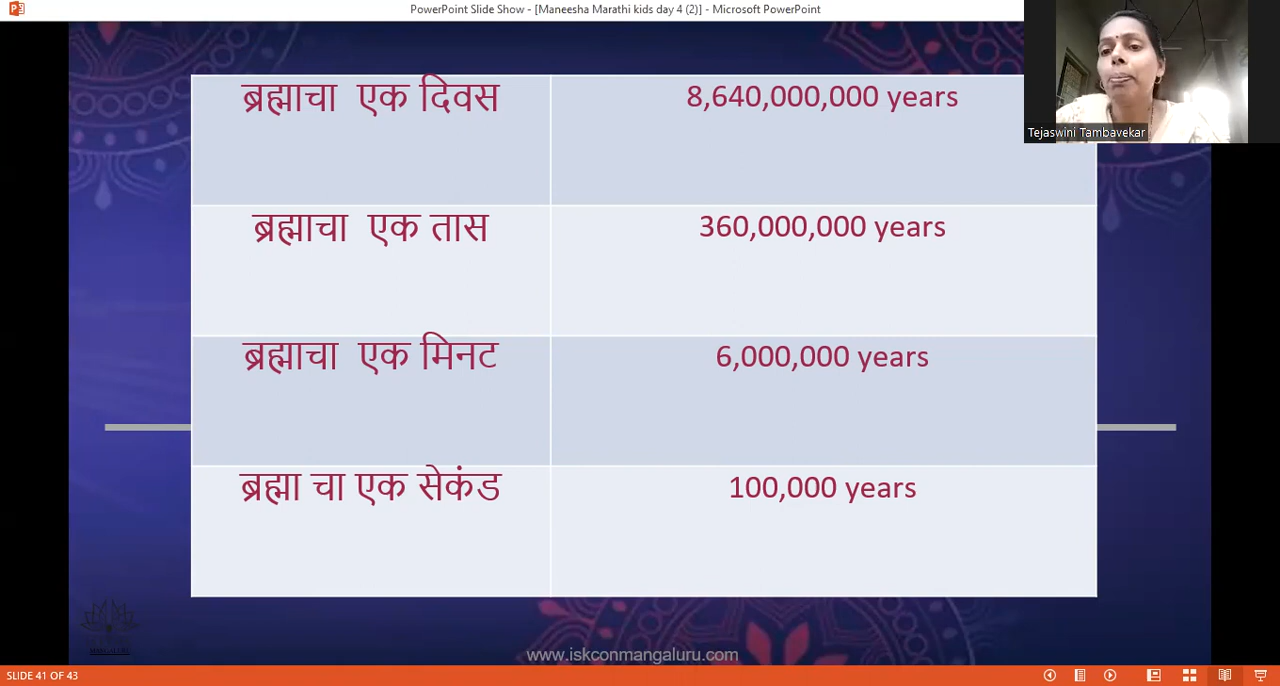 PowerPoint Slide Show - [Maneesha Marathi kids day 4 (2)] - Microsoft PowerPoint
Tejaswini Tambavekar
ब्रह्माचा एक दिवस 8,640,000,000 years
ब्रह्माचा एक तास 360,000,000 years
ब्रह्माचा एक मिनट 6,000,000 years
ब्रह्मा चा एक सेकंड 100,000 years
www.iskconmangaluru.com
SLIDE 41 OF 43